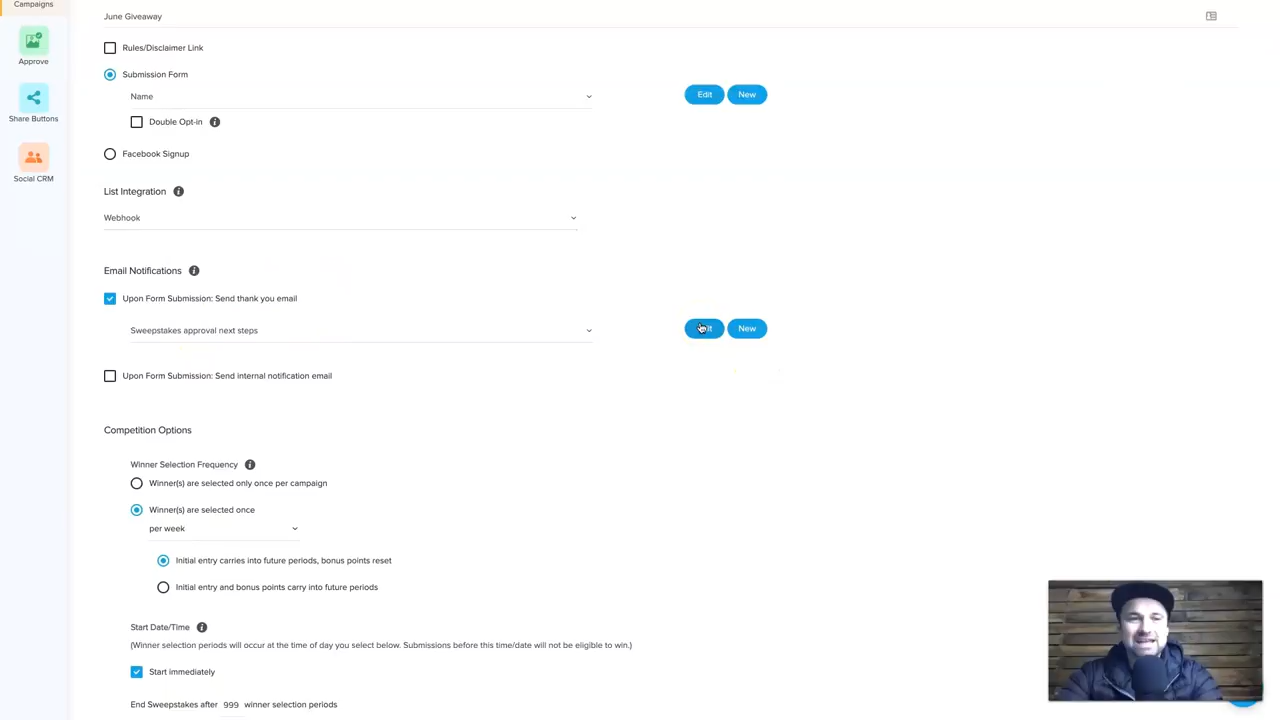 Campaigns
June Giveaway
Approve
Share Buttons
Social CRM
Rules/Disclaimer Link
Submission Form
Name
Edit New
Double Opt-in
Facebook Signup
List Integration
Webhook
Email Notifications
Upon Form Submission: Send thank you email
Sweepstakes approval next steps
New
Upon Form Submission: Send internal notification email
Competition Options
Winner Selection Frequency
Winner(s) are selected only once per campaign
Winner(s) are selected once
per week
Initial entry carries into future periods, bonus points reset
Initial entry and bonus points carry into future periods
Start Date/Time
(Winner selection periods will occur at the time of day you select below. Submissions before this time/date will not be eligible to win.)
Start immediately
End Sweepstakes after 999 winner selection periods